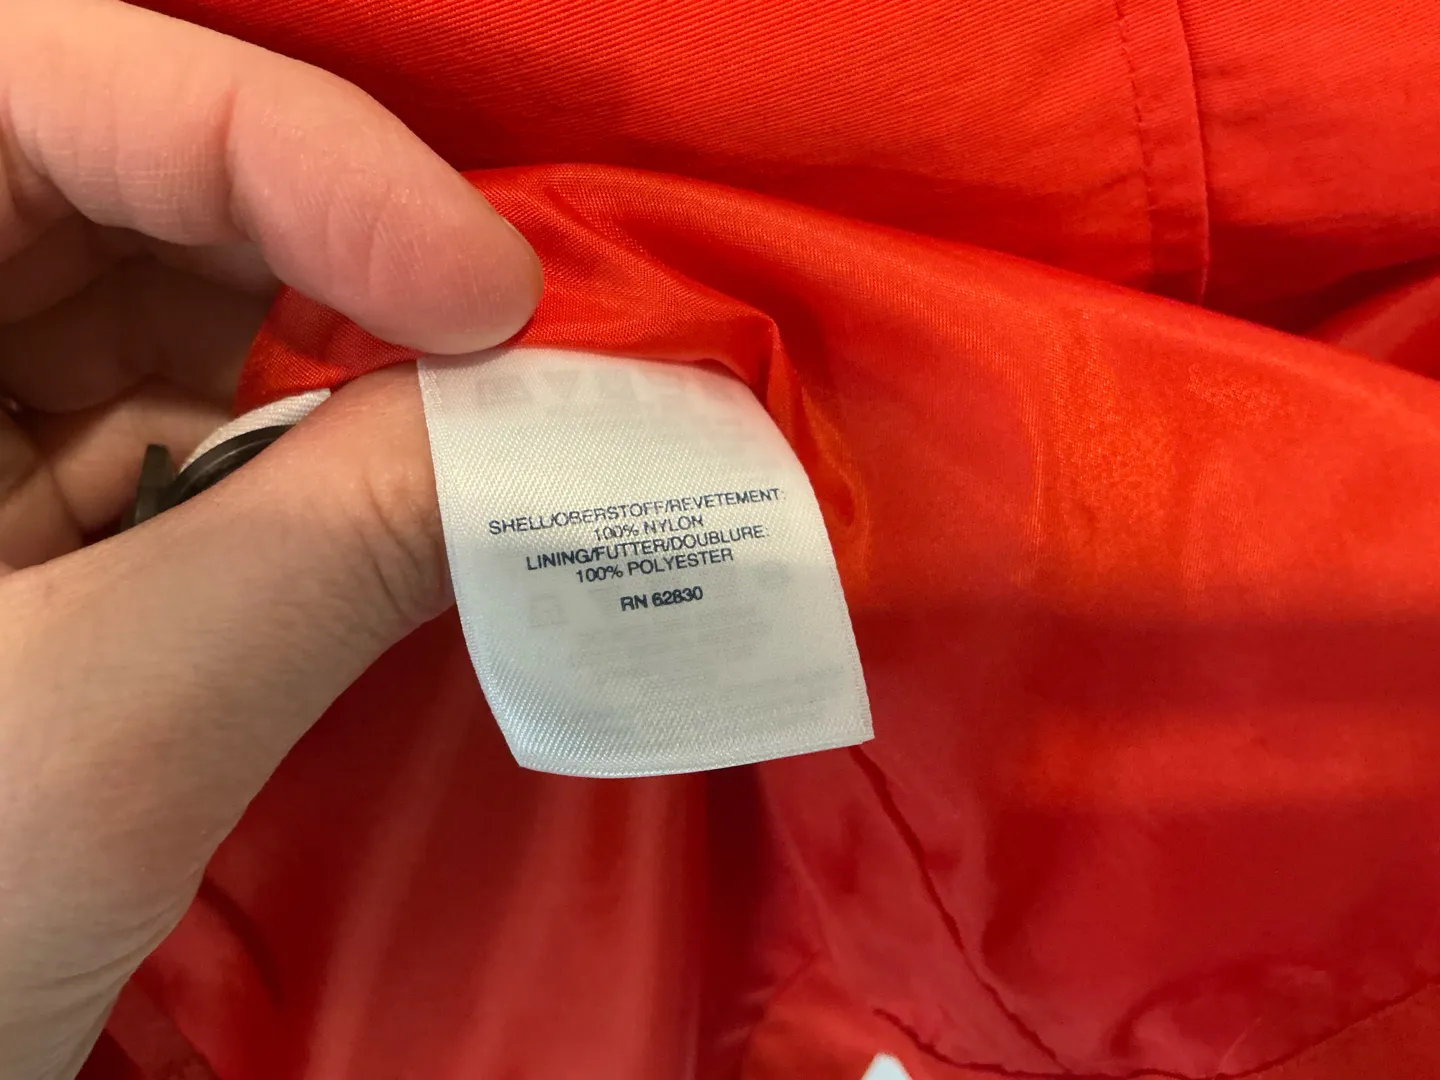 SHELL/OBERSTOFF/REVETEMENT:
100% NYLON
LINING/FUTTER/DOUBLURE.
100% POLYESTER
RN 62830